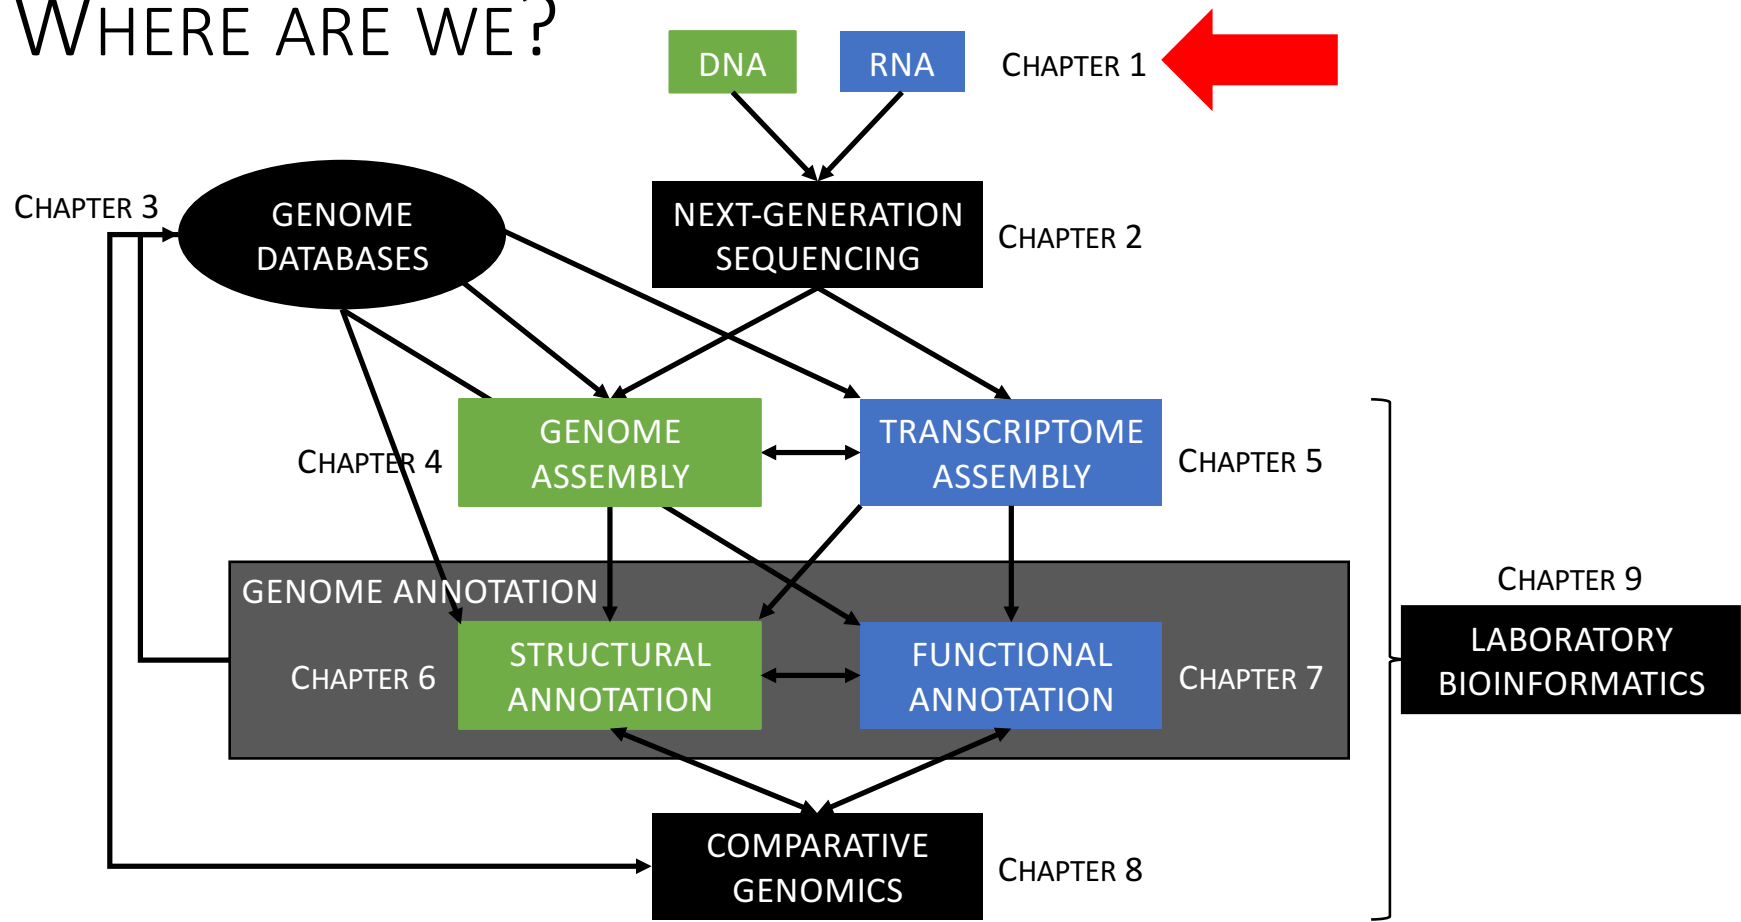 WHERE ARE WE?
DNA
RNA
CHAPTER 1
CHAPTER 3
GENOME
DATABASES
NEXT-GENERATION
SEQUENCING
CHAPTER 2
CHAPTER 4
GENOME
ASSEMBLY
TRANSCRIPTOME
ASSEMBLY
CHAPTER 5
GENOME ANNOTATION
CHAPTER 6
STRUCTURAL
ANNOTATION
FUNCTIONAL
ANNOTATION
CHAPTER 7
CHAPTER 9
LABORATORY
BIOINFORMATICS
COMPARATIVE
GENOMICS
CHAPTER 8